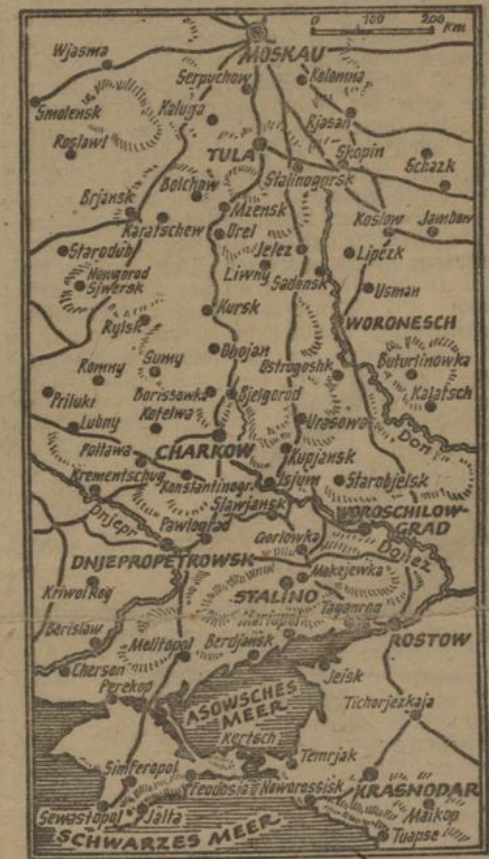 0 100 200 Km
MOSKAU
Wjasma
Serpuchow
Kolomna
Smolensk
Kaluga
Rjasan
Roslawl
TULA
Skopin
Schazk
Stalinogorsk
Bolchow
Brjansk
Mzensk
Karatschew
Koslow
Jambow
Orel
Starodub
Jelez
Lipezk
Liwny
Sadonsk
Nowgorod
Sjwersk
Usman
Kursk
Rylsk
WORONESCH
Obojan
Ostrogoshk
Buturlinowka
Sumy
Romny
Kalatsch
Priluki
Borissowka
Bjelgorod
Kotelwa
Lubny
Urasowo
Don
CHARKOW
Poltawa
Kupjansk
Krementschug
Konstantinogr.
Isjum
Starobjelsk
Slawjansk
WOROSCHILOW-
GRAD
Dnjepr
Pawlograd
Gorlowka
Donez
DNJEPROPETROWSK
Makejewka
Kriwoi Rog
STALINO
Mariupol
Taganrog
Berislaw
ROSTOW
Melitopol
Berdjansk
Cherson
Jeisk
Perekop
ASOWSCHES
MEER
Tichorjezkaja
Kertsch
Temrjak
Simferopol
Feodosia
Noworossijsk
KRASNODAR
Sewastopol
Jalta
Maikop
SCHWARZES MEER
Tuapse